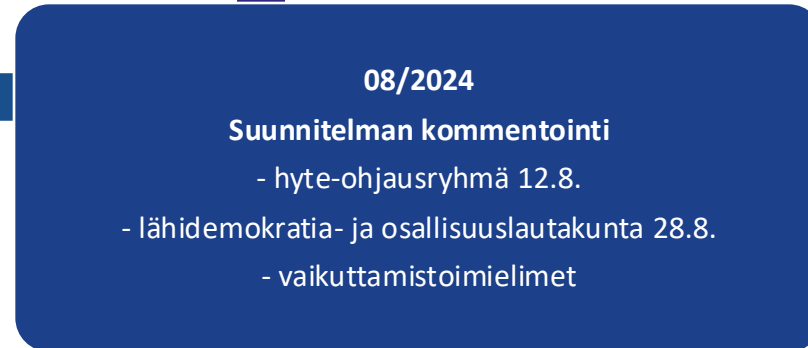 08/2024
Suunnitelman kommentointi
- hyte-ohjausryhmä 12.8.
- lähidemokratia- ja osallisuuslautakunta 28.8.
- vaikuttamistoimielimet